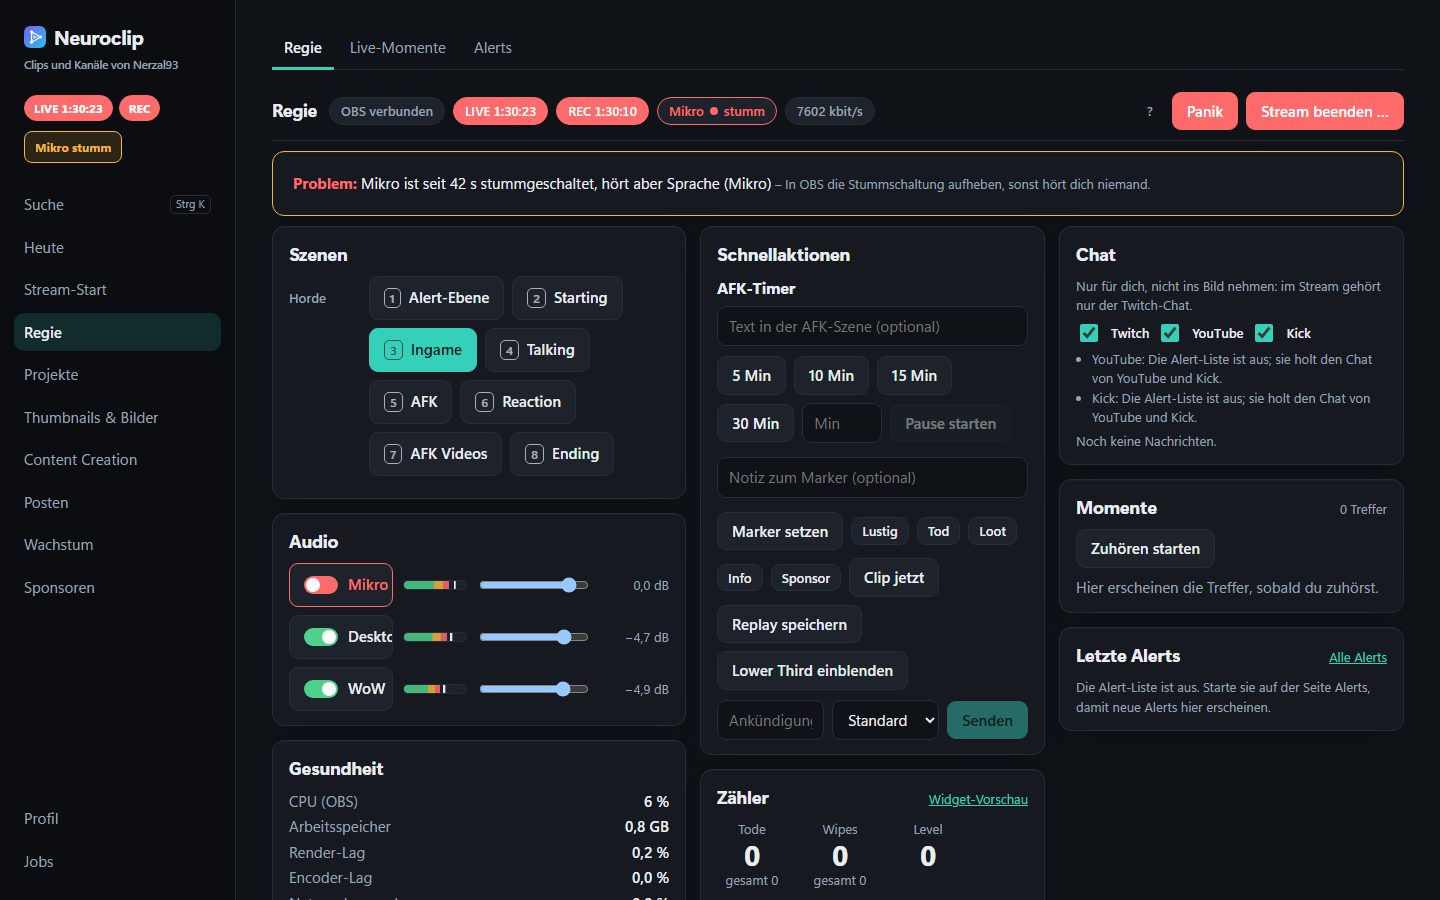 Neuroclip
Clips und Kanäle von Nerzal93
LIVE 1:30:23
REC
Mikro stumm
Suche
Strg K
Heute
Stream-Start
Regie
Projekte
Thumbnails & Bilder
Content Creation
Posten
Wachstum
Sponsoren
Profil
Jobs
Regie
Live-Momente
Alerts
Regie
OBS verbunden
LIVE 1:30:23
REC 1:30:10
Mikro ● stumm
7602 kbit/s
?
Panik
Stream beenden ...
Problem: Mikro ist seit 42 s stummgeschaltet, hört aber Sprache (Mikro) – In OBS die Stummschaltung aufheben, sonst hört dich niemand.
Szenen
Horde
1 Alert-Ebene
2 Starting
3 Ingame
4 Talking
5 AFK
6 Reaction
7 AFK Videos
8 Ending
Audio
Mikro
0,0 dB
Deskto
−4,7 dB
WoW
−4,9 dB
Gesundheit
CPU (OBS)
6 %
Arbeitsspeicher
0,8 GB
Render-Lag
0,2 %
Encoder-Lag
0,0 %
Schnellaktionen
AFK-Timer
Text in der AFK-Szene (optional)
5 Min
10 Min
15 Min
30 Min
Min
Pause starten
Notiz zum Marker (optional)
Marker setzen
Lustig
Tod
Loot
Info
Sponsor
Clip jetzt
Replay speichern
Lower Third einblenden
Ankündigung
Standard
Senden
Zähler
Widget-Vorschau
Tode
Wipes
Level
0
0
0
gesamt 0
gesamt 0
Chat
Nur für dich, nicht ins Bild nehmen: im Stream gehört
nur der Twitch-Chat.
Twitch
YouTube
Kick
• YouTube: Die Alert-Liste ist aus; sie holt den Chat
von YouTube und Kick.
• Kick: Die Alert-Liste ist aus; sie holt den Chat von
YouTube und Kick.
Noch keine Nachrichten.
Momente
0 Treffer
Zuhören starten
Hier erscheinen die Treffer, sobald du zuhörst.
Letzte Alerts
Alle Alerts
Die Alert-Liste ist aus. Starte sie auf der Seite Alerts,
damit neue Alerts hier erscheinen.